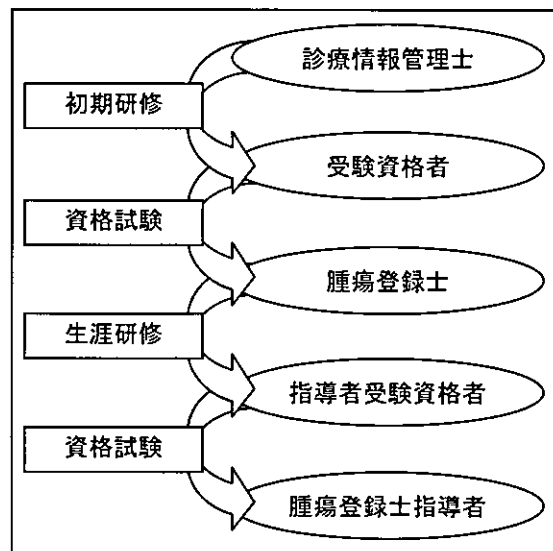 診療情報管理士
初期研修
受験資格者
資格試験
腫瘍登録士
生涯研修
指導者受験資格者
資格試験
腫瘍登録士指導者